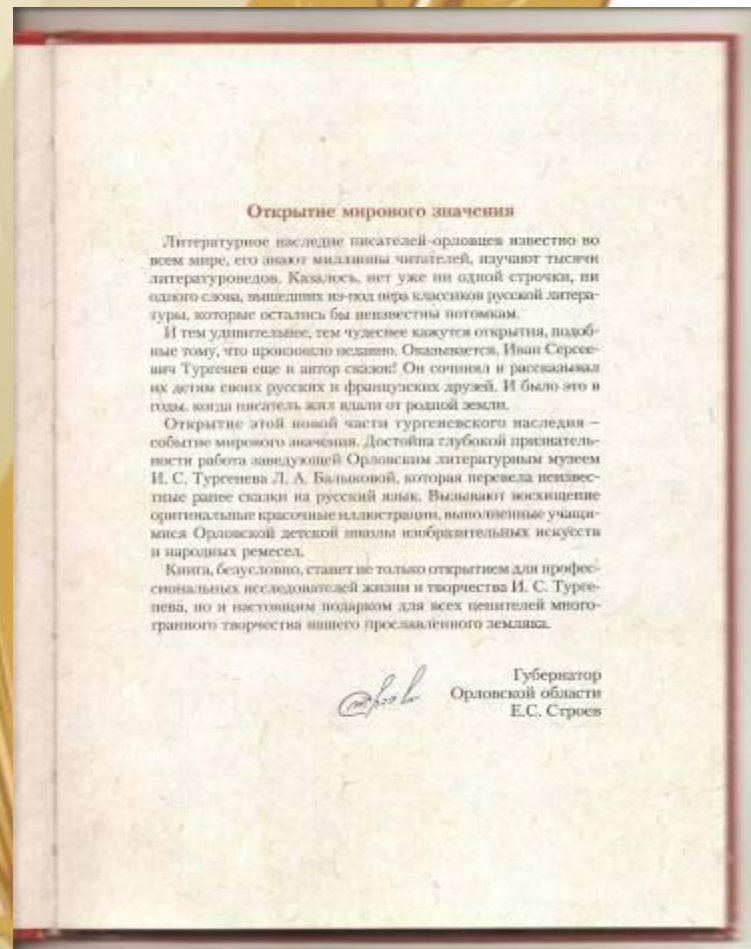 Открытие мирового значения
Литературное наследие писателей-орловцев известно во
всем мире, его знают миллионы читателей, изучают тысячи
литературоведов. Казалось, нет уже ни одной строчки, ни
одного слова, вышедших из-под пера классиков русской литера-
туры, которые остались бы неизвестны потомкам.
И тем удивительнее, тем чудеснее кажутся открытия, подоб-
ные тому, что произошло недавно. Оказывается, Иван Сергее-
вич Тургенев еще и автор сказок! Он сочинял и рассказывал
их детям своих русских и французских друзей. И было это в
годы, когда писатель жил вдали от родной земли.
Открытие этой новой части тургеневского наследия –
событие мирового значения. Достойна глубокой признатель-
ности работа заведующей Орловским литературным музеем
И. С. Тургенева Л. А. Балыковой, которая перевела неизвес-
тные ранее сказки на русский язык. Вызывают восхищение
оригинальные красочные иллюстрации, выполненные учащи-
мися Орловской детской школы изобразительных искусств
и народных ремесел.
Книга, безусловно, станет не только открытием для профес-
сиональных исследователей жизни и творчества И. С. Турге-
нева, но и настоящим подарком для всех ценителей много-
гранного творчества нашего прославленного земляка.
Губернатор
Орловской области
Е.С. Строев